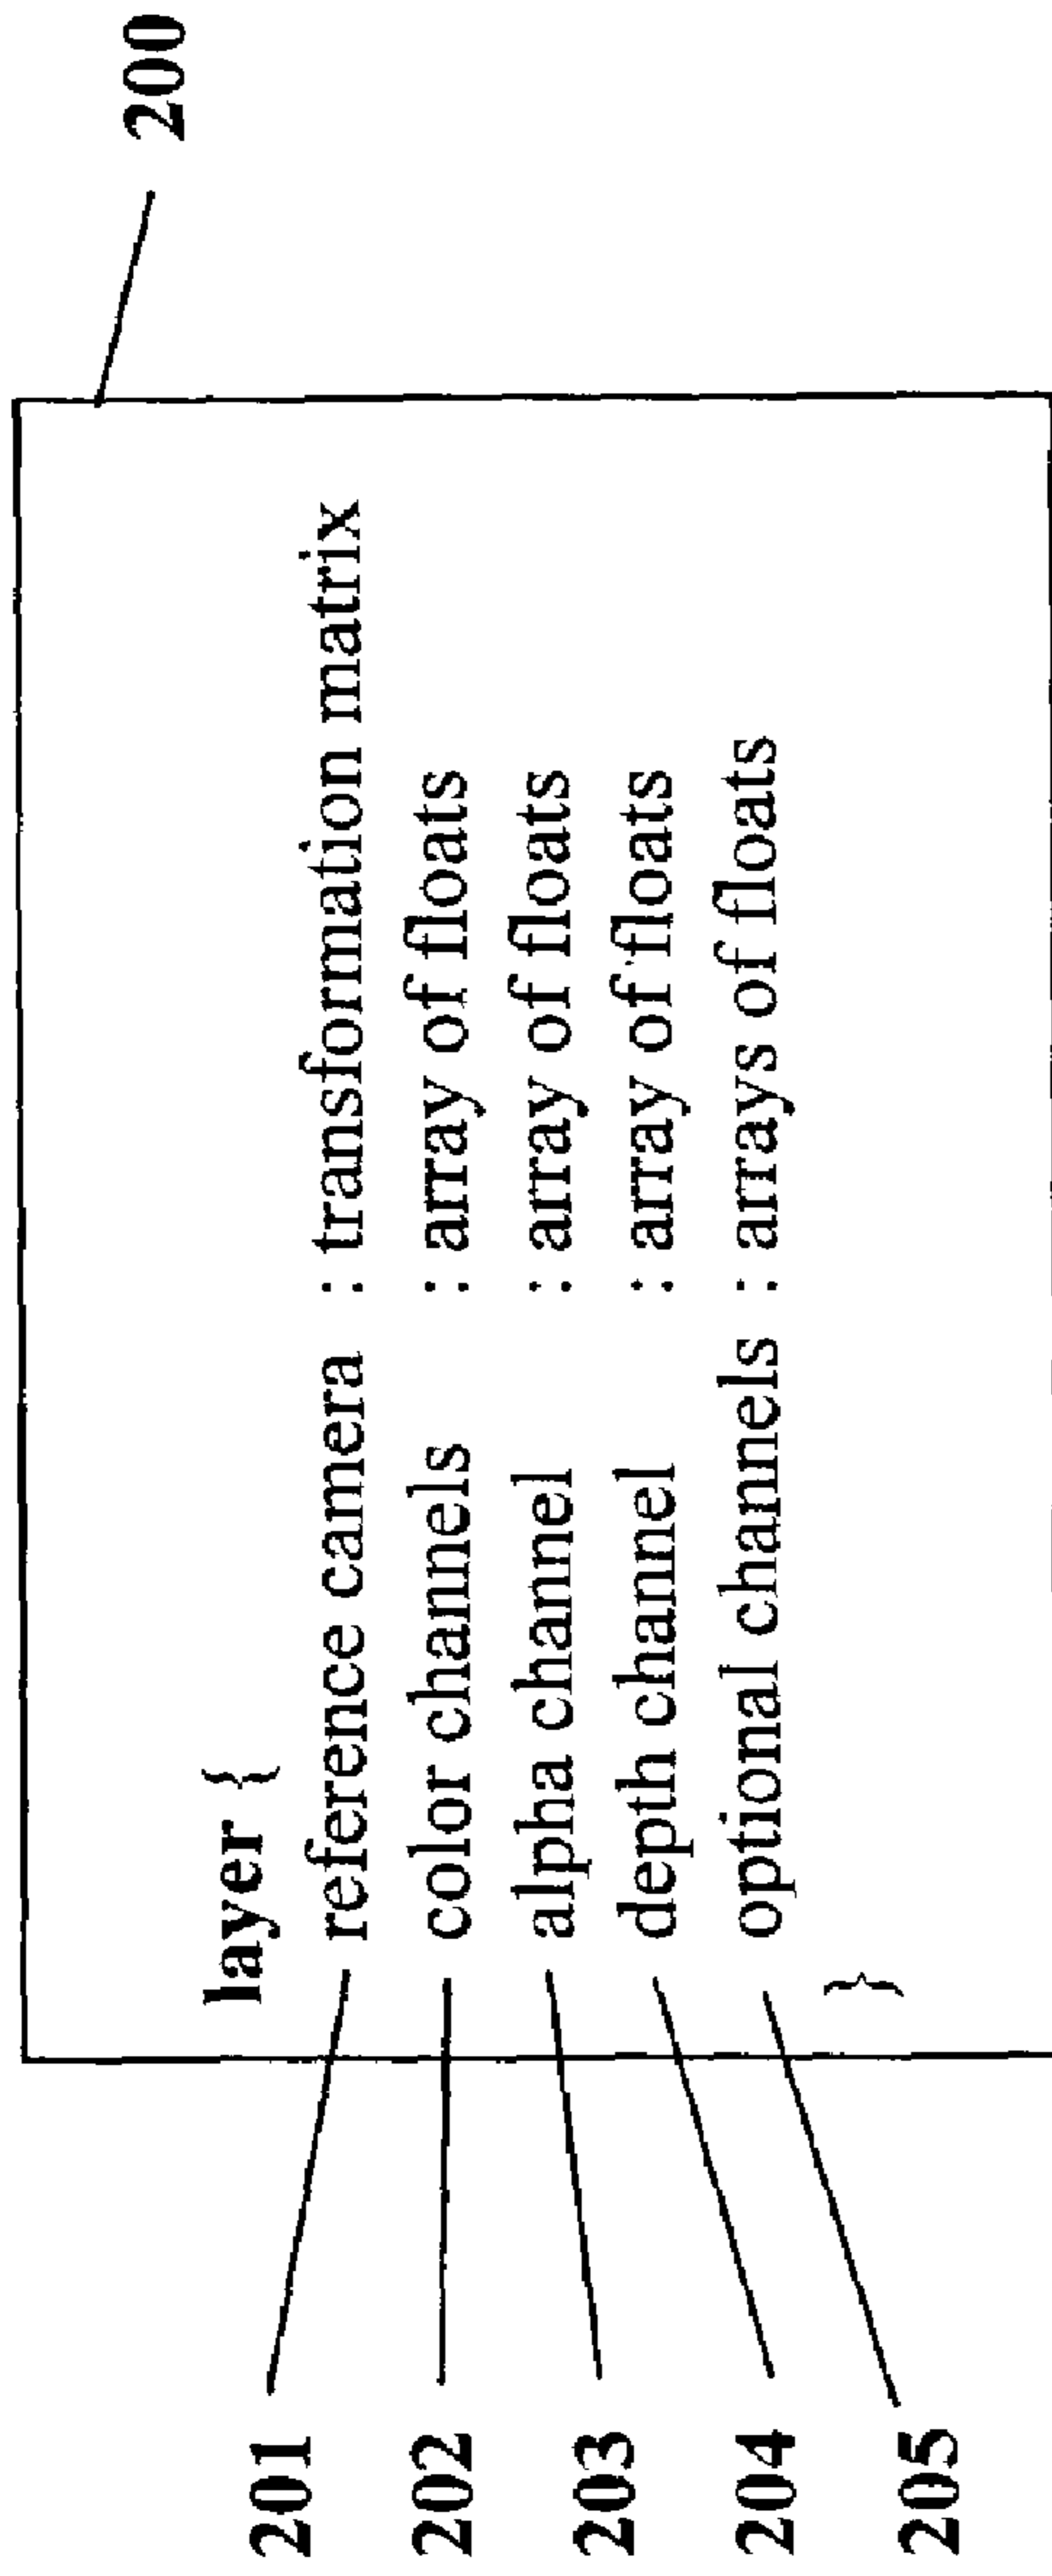 200
layer {
201 reference camera : transformation matrix
202 color channels : array of floats
203 alpha channel : array of floats
204 depth channel : array of floats
205 optional channels : arrays of floats
}